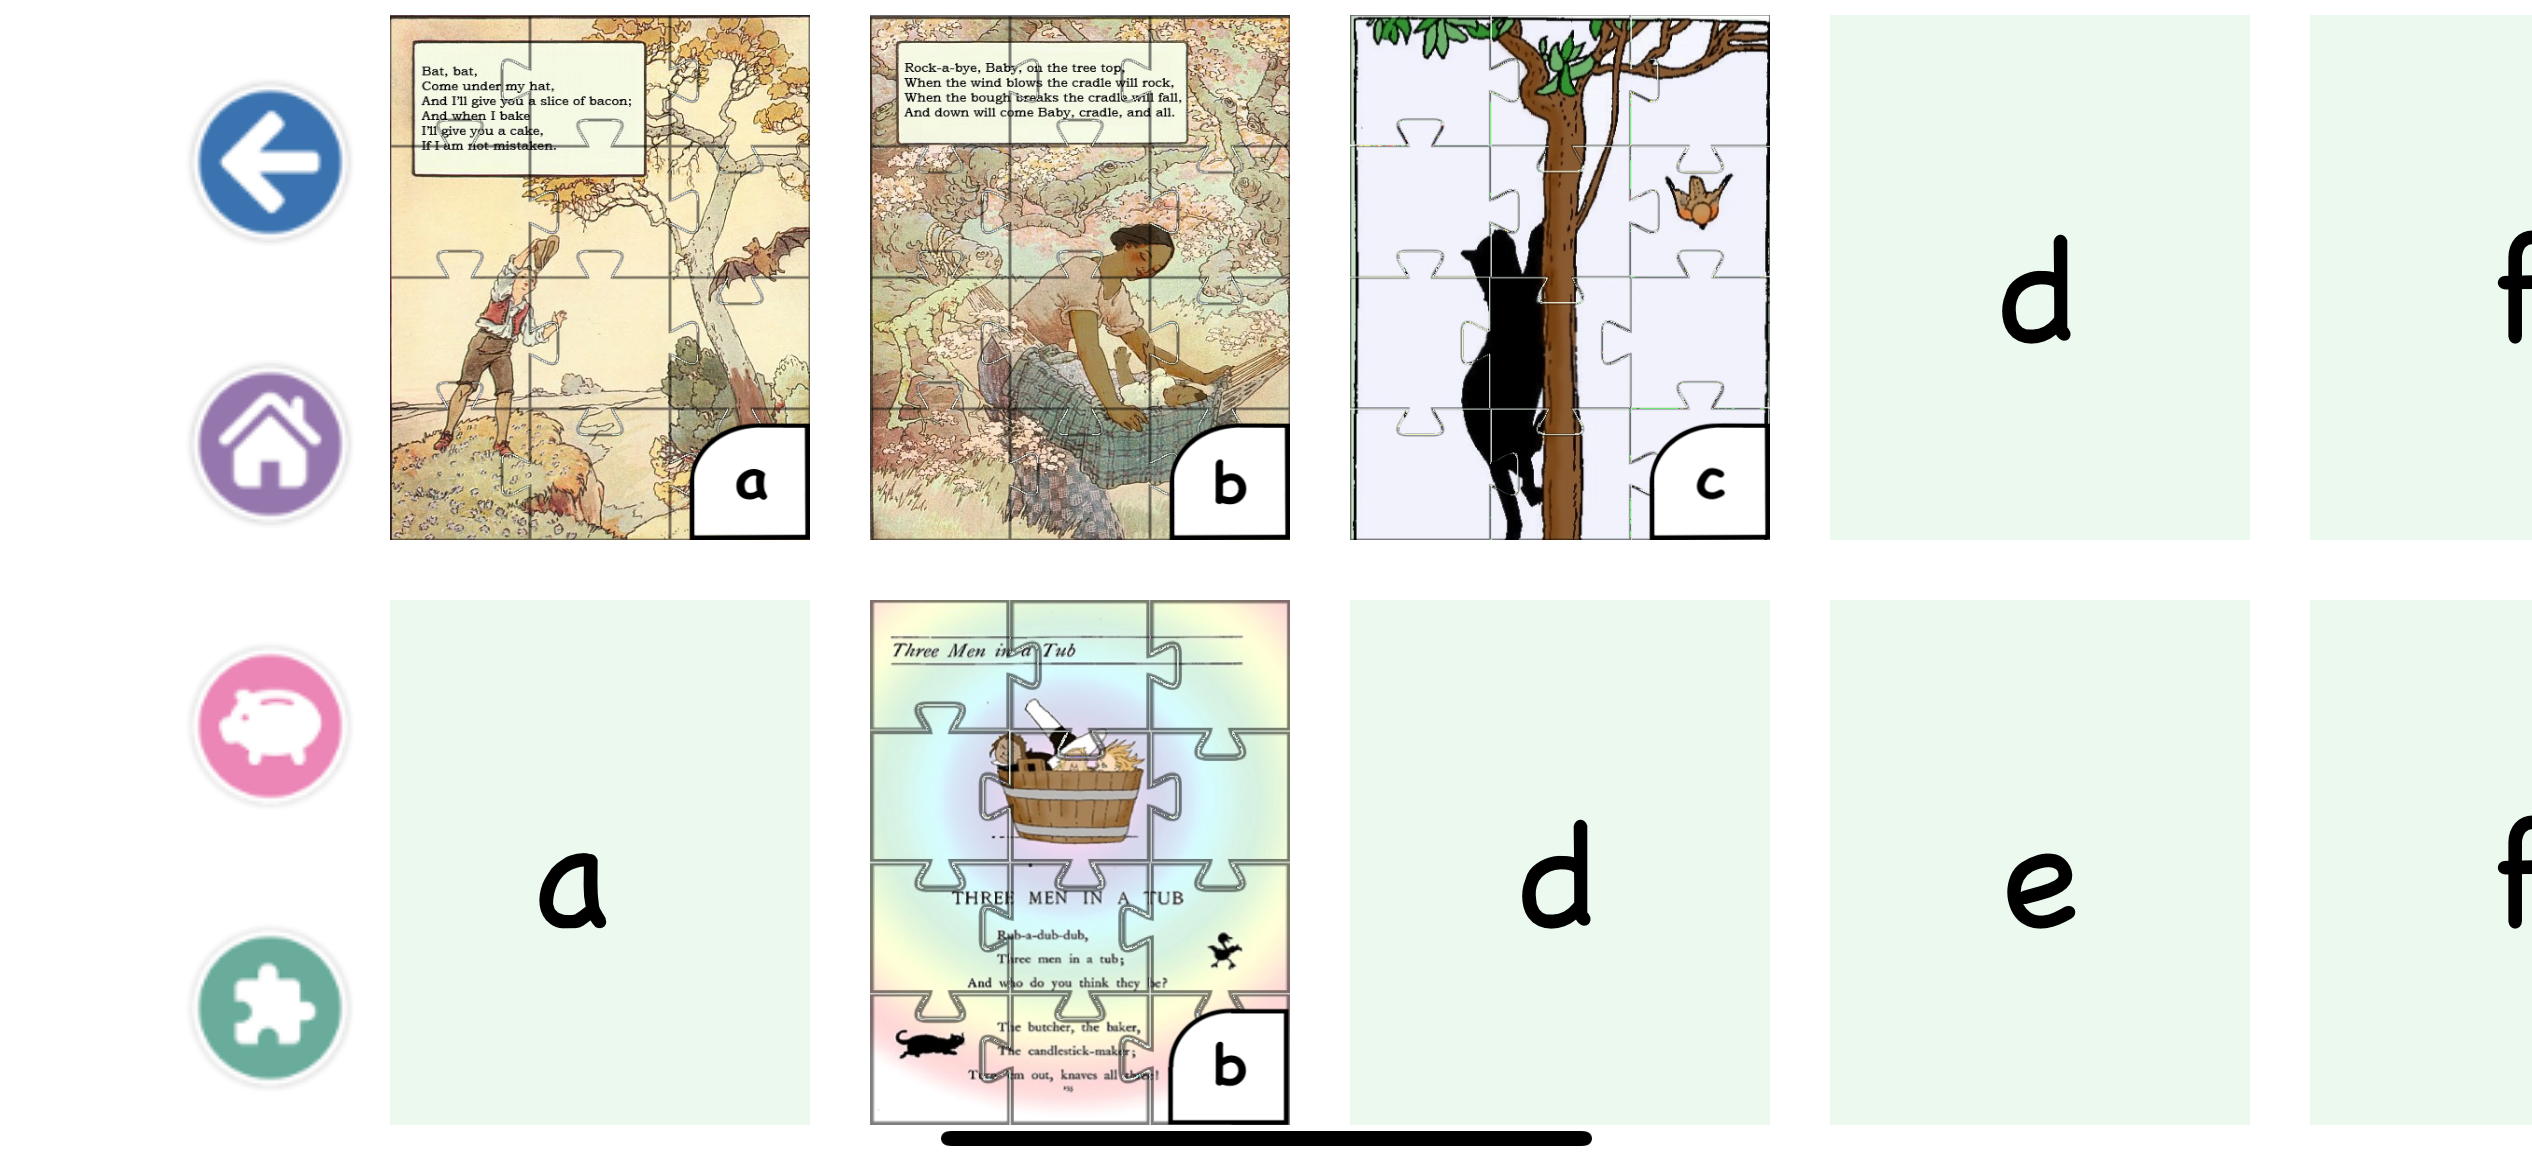 Bat, bat,
Come under my hat,
And I'll give you a slice of bacon;
And when I bake
I'll give you a cake,
If I am not mistaken.
a
Rock-a-bye, Baby, on the tree top,
When the wind blows the cradle will rock,
When the bough breaks the cradle will fall,
And down will come Baby, cradle, and all.
b
c
d
f
a
Three Men in a Tub
THREE MEN IN A TUB
Rub-a-dub-dub,
Three men in a tub;
And who do you think they be?
The butcher, the baker,
The candlestick-maker;
out, knaves all
b
d
e
f